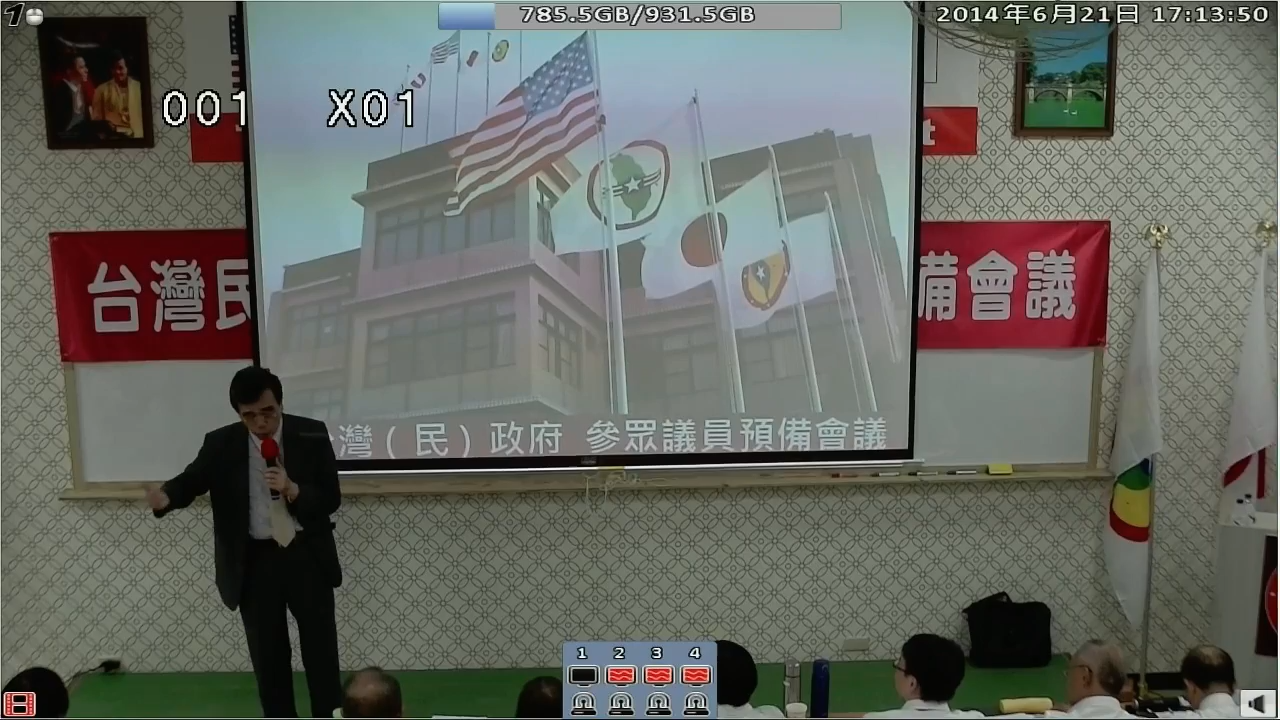 1
785.5GB/931.5GB
2014年6月21日 17:13:50
001 X01
t
台灣民
備會議
灣(民)政府 參眾議員預備會議
1 2 3 4